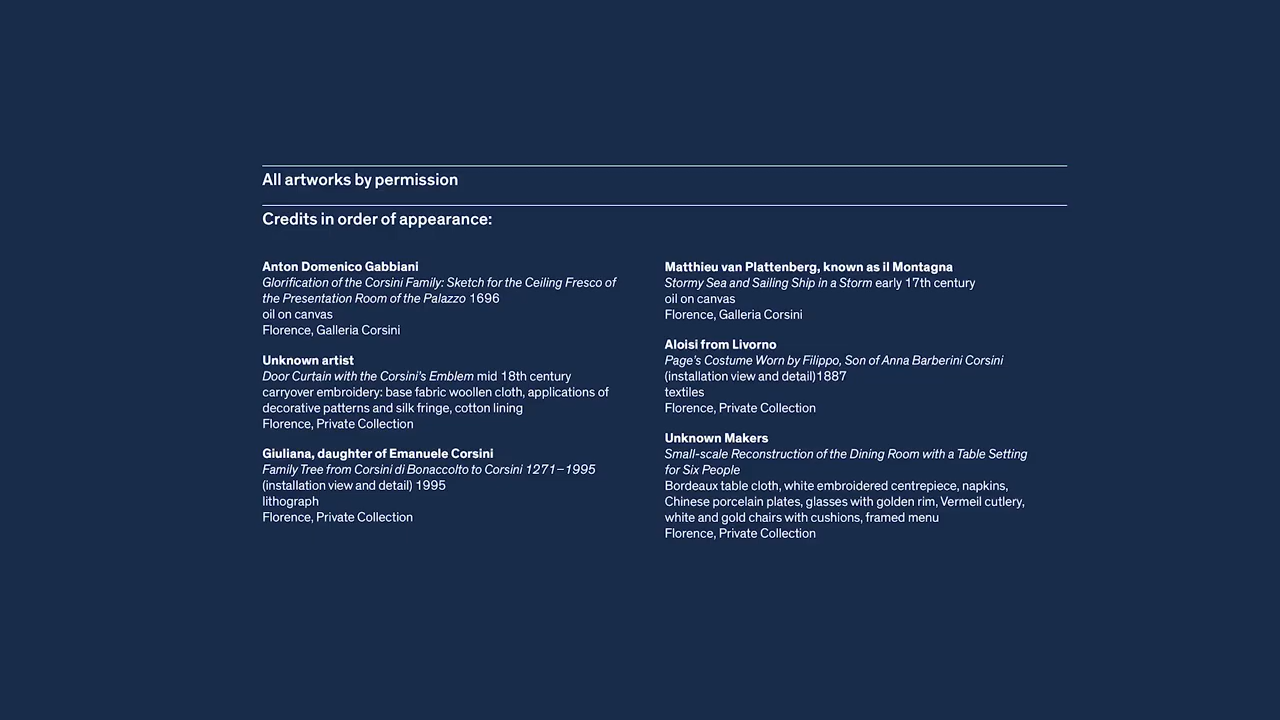 All artworks by permission
Credits in order of appearance:
Anton Domenico Gabbiani
Glorification of the Corsini Family: Sketch for the Ceiling Fresco of
the Presentation Room of the Palazzo 1696
oil on canvas
Florence, Galleria Corsini
Unknown artist
Door Curtain with the Corsini's Emblem mid 18th century
carryover embroidery: base fabric woollen cloth, applications of
decorative patterns and silk fringe, cotton lining
Florence, Private Collection
Giuliana, daughter of Emanuele Corsini
Family Tree from Corsini di Bonaccolto to Corsini 1271–1995
(installation view and detail) 1995
lithograph
Florence, Private Collection
Matthieu van Plattenberg, known as il Montagna
Stormy Sea and Sailing Ship in a Storm early 17th century
oil on canvas
Florence, Galleria Corsini
Aloisi from Livorno
Page's Costume Worn by Filippo, Son of Anna Barberini Corsini
(installation view and detail)1887
textiles
Florence, Private Collection
Unknown Makers
Small-scale Reconstruction of the Dining Room with a Table Setting
for Six People
Bordeaux table cloth, white embroidered centrepiece, napkins,
Chinese porcelain plates, glasses with golden rim, Vermeil cutlery,
white and gold chairs with cushions, framed menu
Florence, Private Collection